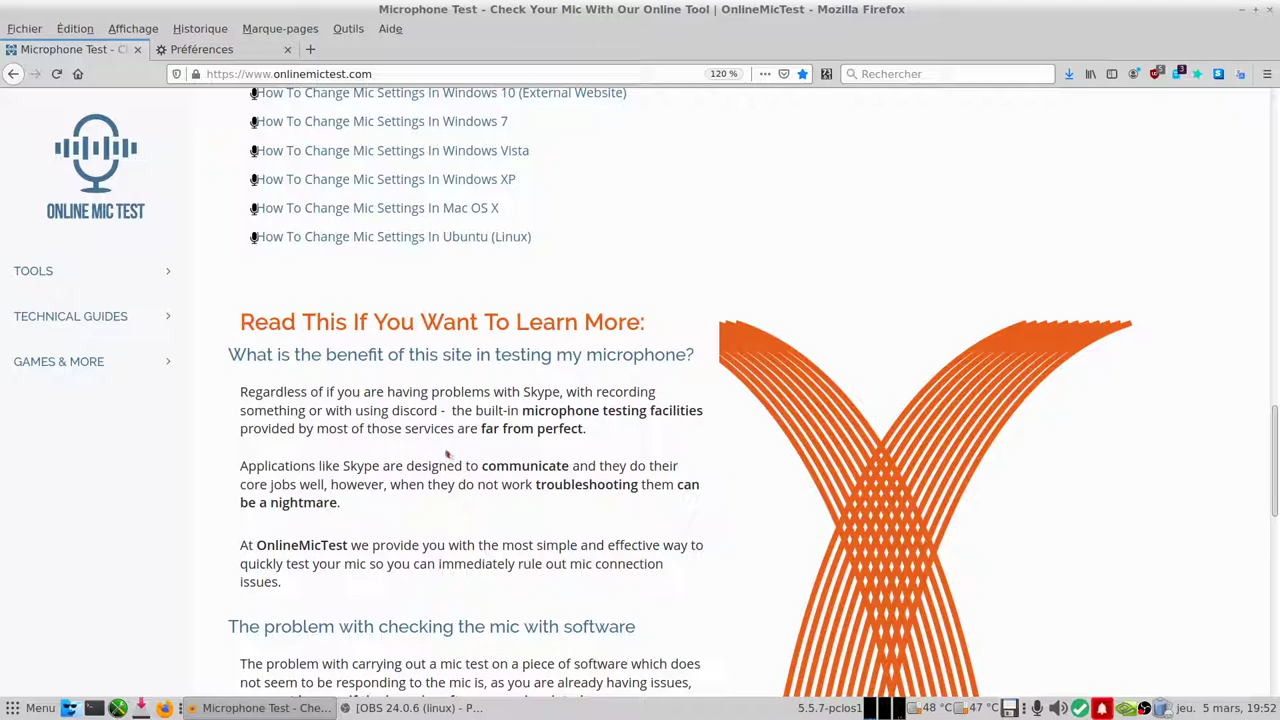 Microphone Test - Check Your Mic With Our Online Tool | OnlineMicTest - Mozilla Firefox
Fichier Édition Affichage Historique Marque-pages Outils Aide
Microphone Test - C
Préférences
https://www.onlinemictest.com
120 %
Rechercher
ONLINE MIC TEST
TOOLS
TECHNICAL GUIDES
GAMES & MORE
How To Change Mic Settings In Windows 10 (External Website)
How To Change Mic Settings In Windows 7
How To Change Mic Settings In Windows Vista
How To Change Mic Settings In Windows XP
How To Change Mic Settings In Mac OS X
How To Change Mic Settings In Ubuntu (Linux)
Read This If You Want To Learn More:
What is the benefit of this site in testing my microphone?
Regardless of if you are having problems with Skype, with recording
something or with using discord - the built-in microphone testing facilities
provided by most of those services are far from perfect.
Applications like Skype are designed to communicate and they do their
core jobs well, however, when they do not work troubleshooting them can
be a nightmare.
At OnlineMicTest we provide you with the most simple and effective way to
quickly test your mic so you can immediately rule out mic connection
issues.
The problem with checking the mic with software
The problem with carrying out a mic test on a piece of software which does
not seem to be responding to the mic is, as you are already having issues,
Menu
Microphone Test - Che...
[OBS 24.0.6 (linux) - P...
5.5.7-pclos1
48 °C
47 °C
jeu. 5 mars, 19:52